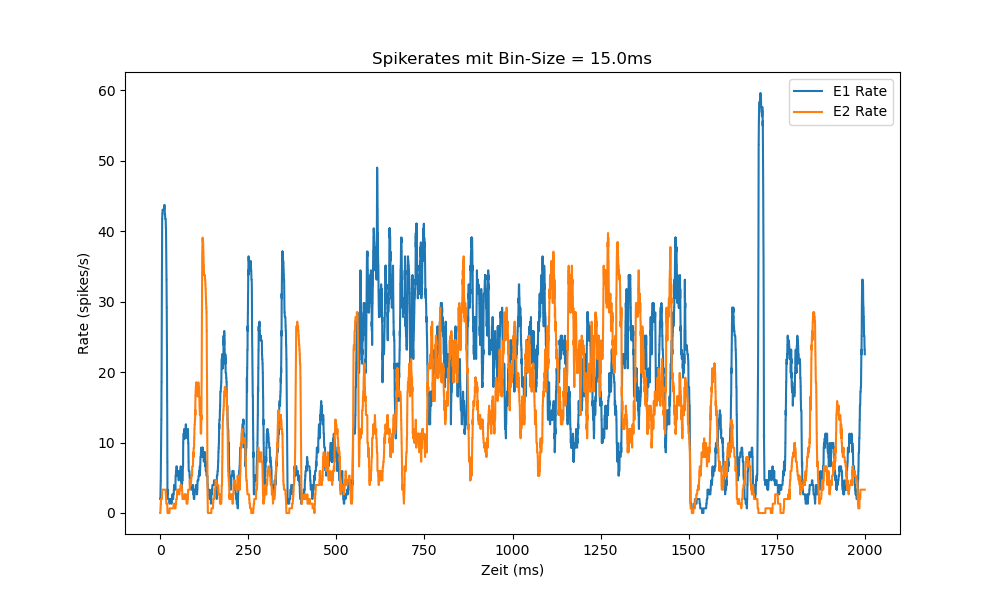 Spikerates mit Bin-Size = 15.0ms
E1 Rate
E2 Rate
60
50
40
30
20
10
0
Rate (spikes/s)
0 250 500 750 1000 1250 1500 1750 2000
Zeit (ms)